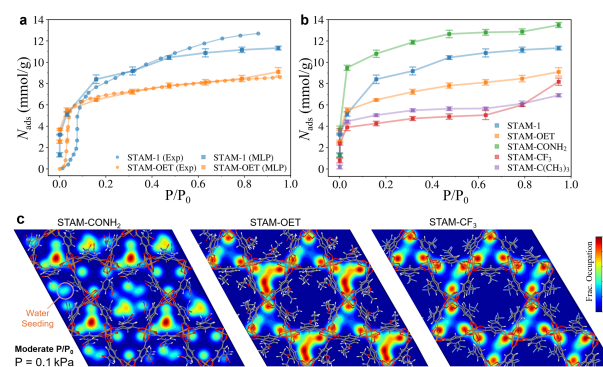 a
b
14
12
10
8
6
4
2
0
N_ads (mmol/g)
0.0 0.2 0.4 0.6 0.8 1.0
P/P₀
STAM-1 (Exp)
STAM-OET (Exp)
STAM-1 (MLP)
STAM-OET (MLP)
14
12
10
8
6
4
2
0
N_ads (mmol/g)
0.0 0.2 0.4 0.6 0.8 1.0
P/P₀
STAM-1
STAM-OET
STAM-CONH₂
STAM-CF₃
STAM-C(CH₃)₃
c
STAM-CONH₂
STAM-OET
STAM-CF₃
Water
Seeding
Moderate P/P₀
P = 0.1 kPa
Frac. Occupation